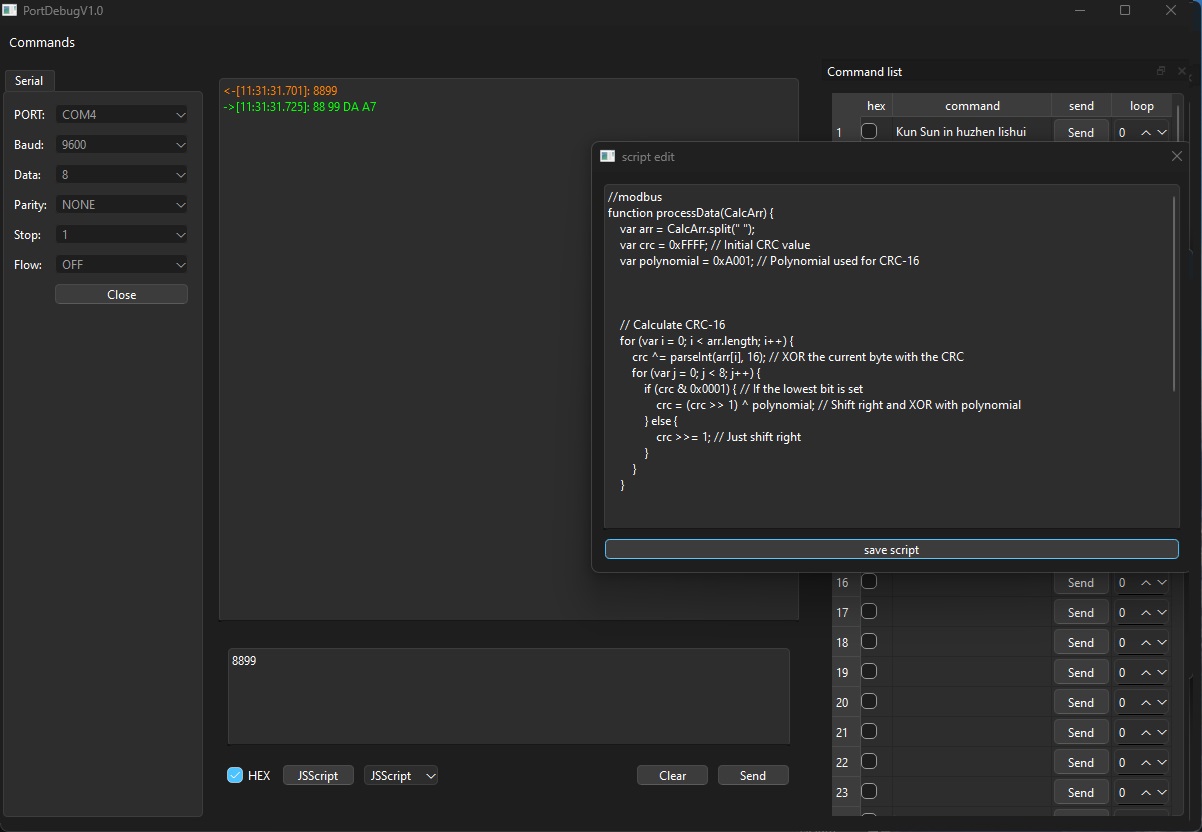 PortDebugV1.0
Commands
Serial
PORT: COM4
Baud: 9600
Data: 8
Parity: NONE
Stop: 1
Flow: OFF
Close
<-[11:31:31.701]: 8899
->[11:31:31.725]: 88 99 DA A7
8899
HEX JSScript JSScript Clear Send
Command list
hex command send loop
1 Kun Sun in huzhen lishui Send 0
script edit
//modbus
function processData(CalcArr) {
var arr = CalcArr.split(" ");
var crc = 0xFFFF; // Initial CRC value
var polynomial = 0xA001; // Polynomial used for CRC-16
// Calculate CRC-16
for (var i = 0; i < arr.length; i++) {
crc ^= parseInt(arr[i], 16); // XOR the current byte with the CRC
for (var j = 0; j < 8; j++) {
if (crc & 0x0001) { // If the lowest bit is set
crc = (crc >> 1) ^ polynomial; // Shift right and XOR with polynomial
} else {
crc >>= 1; // Just shift right
}
}
}
save script
16 Send 0
17 Send 0
18 Send 0
19 Send 0
20 Send 0
21 Send 0
22 Send 0
23 Send 0